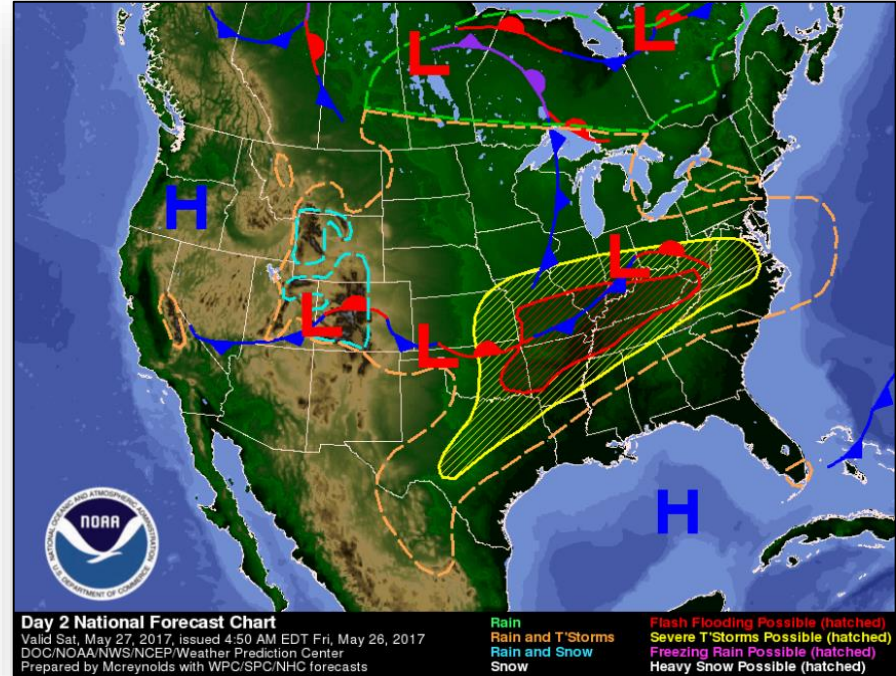 L
L
H
L
L
L
H
NATIONAL OCEANIC AND ATMOSPHERIC ADMINISTRATION
NOAA
U.S. DEPARTMENT OF COMMERCE
Day 2 National Forecast Chart
Valid Sat, May 27, 2017, issued 4:50 AM EDT Fri, May 26, 2017
DOC/NOAA/NWS/NCEP/Weather Prediction Center
Prepared by Mcreynolds with WPC/SPC/NHC forecasts
Rain
Rain and T'Storms
Rain and Snow
Snow
Flash Flooding Possible (hatched)
Severe T'Storms Possible (hatched)
Freezing Rain Possible (hatched)
Heavy Snow Possible (hatched)